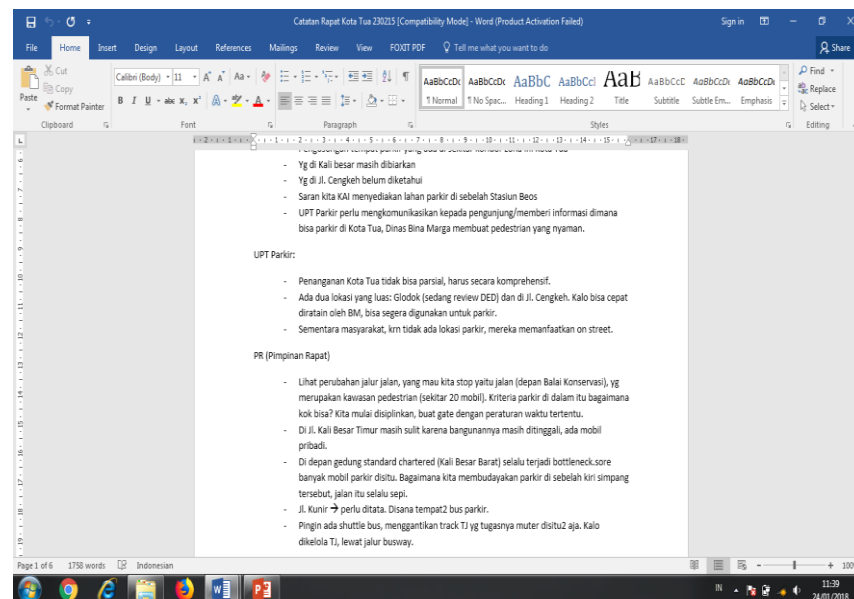 Catatan Rapat Kota Tua 230215 [Compatibility Mode] - Word (Product Activation Failed)
Sign in
File Home Insert Design Layout References Mailings Review View FOXIT PDF Tell me what you want to do
Share
Cut
Copy
Format Painter
Paste
Clipboard
Calibri (Body) 11
Font
Paragraph
AaBbCcDc AaBbCcDc AaBbC AaBbCcI AaB AaBbCcD AaBbCcDc AaBbCcDc
¶ Normal ¶ No Spac... Heading 1 Heading 2 Title Subtitle Subtle Em... Emphasis
Styles
Find
Replace
Select
Editing
- Yg di Kali besar masih dibiarkan
- Yg di Jl. Cengkeh belum diketahui
- Saran kita KAI menyediakan lahan parkir di sebelah Stasiun Beos
- UPT Parkir perlu mengkomunikasikan kepada pengunjung/memberi informasi dimana
bisa parkir di Kota Tua, Dinas Bina Marga membuat pedestrian yang nyaman.
UPT Parkir:
- Penanganan Kota Tua tidak bisa parsial, harus secara komprehensif.
- Ada dua lokasi yang luas: Glodok (sedang review DED) dan di Jl. Cengkeh. Kalo bisa cepat
diratain oleh BM, bisa segera digunakan untuk parkir.
- Sementara masyarakat, krn tidak ada lokasi parkir, mereka memanfaatkan on street.
PR (Pimpinan Rapat)
- Lihat perubahan jalur jalan, yang mau kita stop yaitu jalan (depan Balai Konservasi), yg
merupakan kawasan pedestrian (sekitar 20 mobil). Kriteria parkir di dalam itu bagaimana
kok bisa? Kita mulai disiplinkan, buat gate dengan peraturan waktu tertentu.
- Di Jl. Kali Besar Timur masih sulit karena bangunannya masih ditinggali, ada mobil
pribadi.
- Di depan gedung standard chartered (Kali Besar Barat) selalu terjadi bottleneck.sore
banyak mobil parkir disitu. Bagaimana kita membudayakan parkir di sebelah kiri simpang
tersebut, jalan itu selalu sepi.
- Jl. Kunir → perlu ditata. Disana tempat2 bus parkir.
- Pingin ada shuttle bus, menggantikan track TJ yg tugasnya muter disitu2 aja. Kalo
dikelola TJ, lewat jalur busway.
Page 1 of 6 1758 words Indonesian
100
IN
11:39
24/01/2018